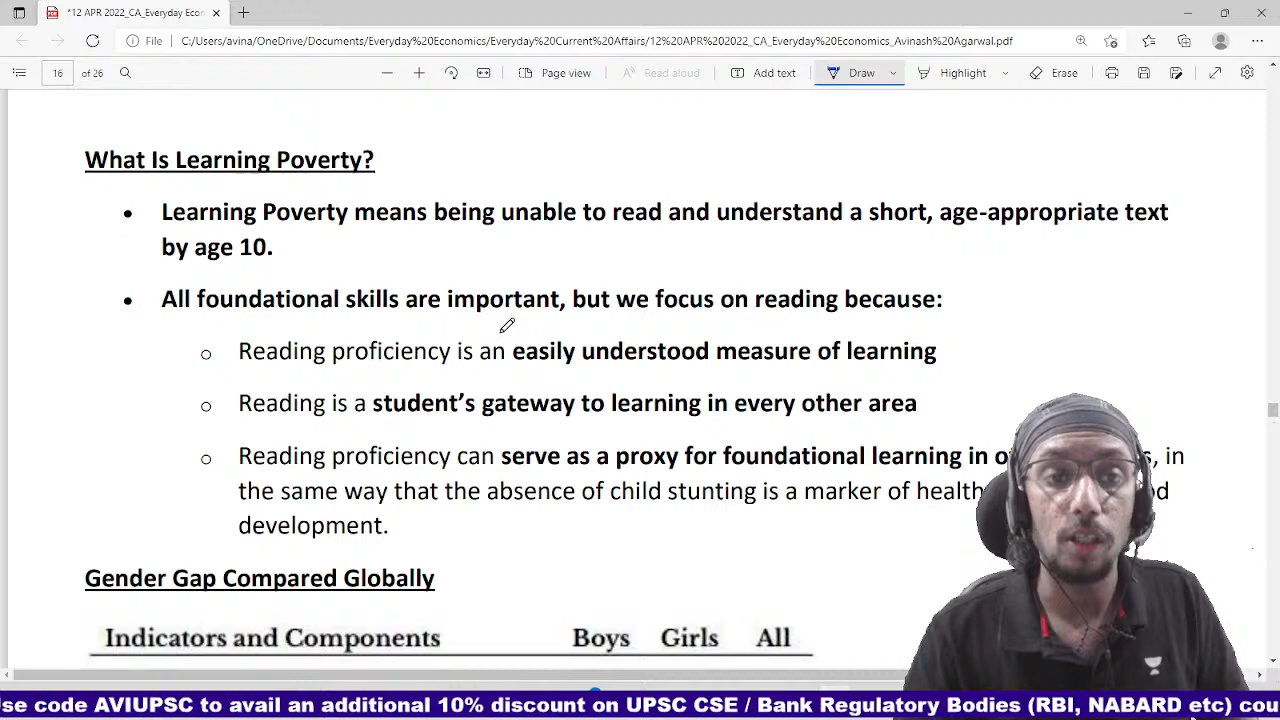 *12 APR 2022_CA_Everyday Econ
File C:/Users/avina/OneDrive/Documents/Everyday%20Economics/Everyday%20Current%20Affairs/12%20APR%202022_CA_Everyday%20Economics_Avinash%20Agarwal.pdf
16 of 26 Page view Read aloud Add text Draw Highlight Erase
What Is Learning Poverty?
• Learning Poverty means being unable to read and understand a short, age-appropriate text
by age 10.
• All foundational skills are important, but we focus on reading because:
o Reading proficiency is an easily understood measure of learning
o Reading is a student's gateway to learning in every other area
o Reading proficiency can serve as a proxy for foundational learning in , in
the same way that the absence of child stunting is a marker of health
development.
Gender Gap Compared Globally
Indicators and Components Boys Girls All
Use code AVIUPSC to avail an additional 10% discount on UPSC CSE / Bank Regulatory Bodies (RBI, NABARD etc) cou